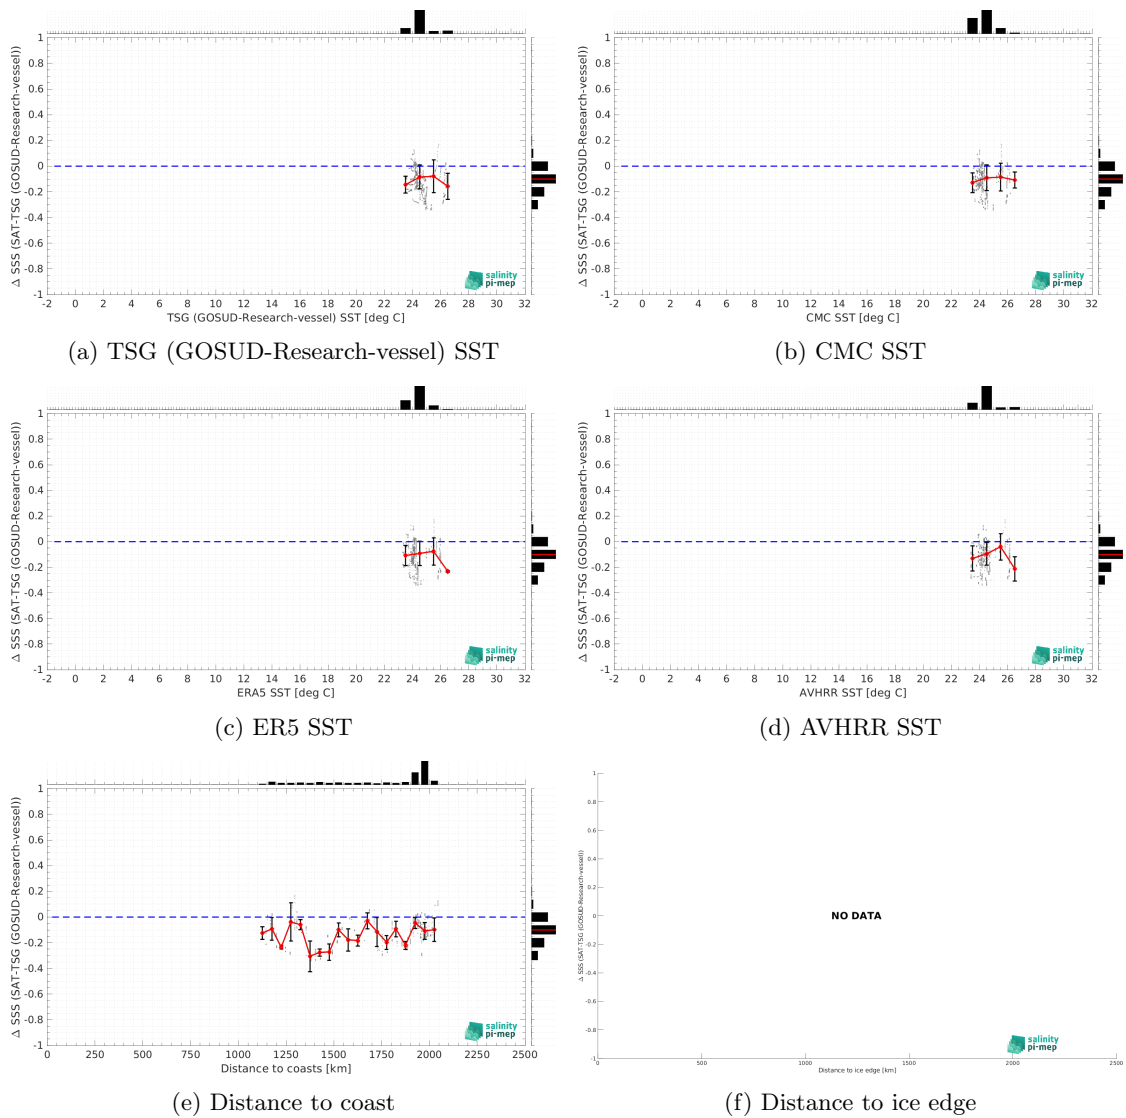 1
0.8
0.6
0.4
0.2
0
-0.2
-0.4
-0.6
-0.8
-1
Δ SSS (SAT-TSG (GOSUD-Research-vessel))
-2 0 2 4 6 8 10 12 14 16 18 20 22 24 26 28 30 32
TSG (GOSUD-Research-vessel) SST [deg C]
salinity
pi-mep
(a) TSG (GOSUD-Research-vessel) SST
1
0.8
0.6
0.4
0.2
0
-0.2
-0.4
-0.6
-0.8
-1
Δ SSS (SAT-TSG (GOSUD-Research-vessel))
-2 0 2 4 6 8 10 12 14 16 18 20 22 24 26 28 30 32
CMC SST [deg C]
salinity
pi-mep
(b) CMC SST
1
0.8
0.6
0.4
0.2
0
-0.2
-0.4
-0.6
-0.8
-1
Δ SSS (SAT-TSG (GOSUD-Research-vessel))
-2 0 2 4 6 8 10 12 14 16 18 20 22 24 26 28 30 32
ERA5 SST [deg C]
salinity
pi-mep
(c) ER5 SST
1
0.8
0.6
0.4
0.2
0
-0.2
-0.4
-0.6
-0.8
-1
Δ SSS (SAT-TSG (GOSUD-Research-vessel))
-2 0 2 4 6 8 10 12 14 16 18 20 22 24 26 28 30 32
AVHRR SST [deg C]
salinity
pi-mep
(d) AVHRR SST
1
0.8
0.6
0.4
0.2
0
-0.2
-0.4
-0.6
-0.8
-1
Δ SSS (SAT-TSG (GOSUD-Research-vessel))
0 250 500 750 1000 1250 1500 1750 2000 2250 2500
Distance to coasts [km]
salinity
pi-mep
(e) Distance to coast
1
0.8
0.6
0.4
0.2
0
-0.2
-0.4
-0.6
-0.8
-1
Δ SSS (SAT-TSG (GOSUD-Research-vessel))
NO DATA
0 500 1000 1500 2000 2500
Distance to ice edge [km]
salinity
pi-mep
(f) Distance to ice edge